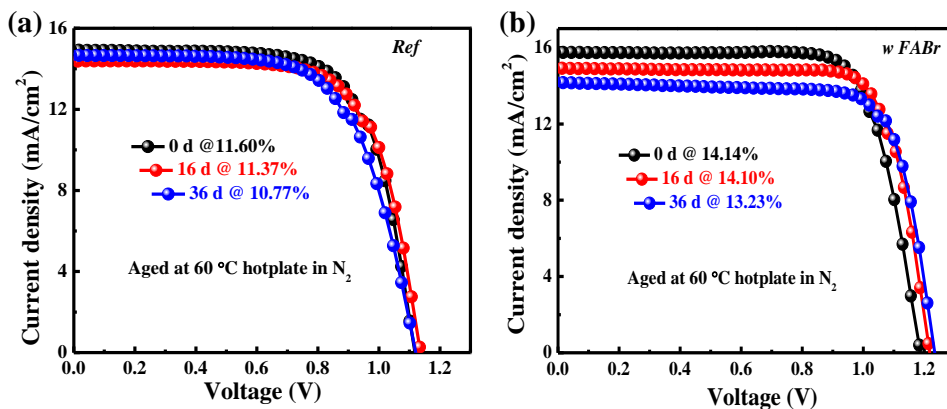 (a)
Ref
Current density (mA/cm²)
16
12
8
4
0
0 d @11.60%
16 d @ 11.37%
36 d @ 10.77%
Aged at 60 °C hotplate in N₂
0.0 0.2 0.4 0.6 0.8 1.0 1.2
Voltage (V)
(b)
w FABr
Current density (mA/cm²)
16
12
8
4
0
0 d @ 14.14%
16 d @ 14.10%
36 d @ 13.23%
Aged at 60 °C hotplate in N₂
0.0 0.2 0.4 0.6 0.8 1.0 1.2
Voltage (V)